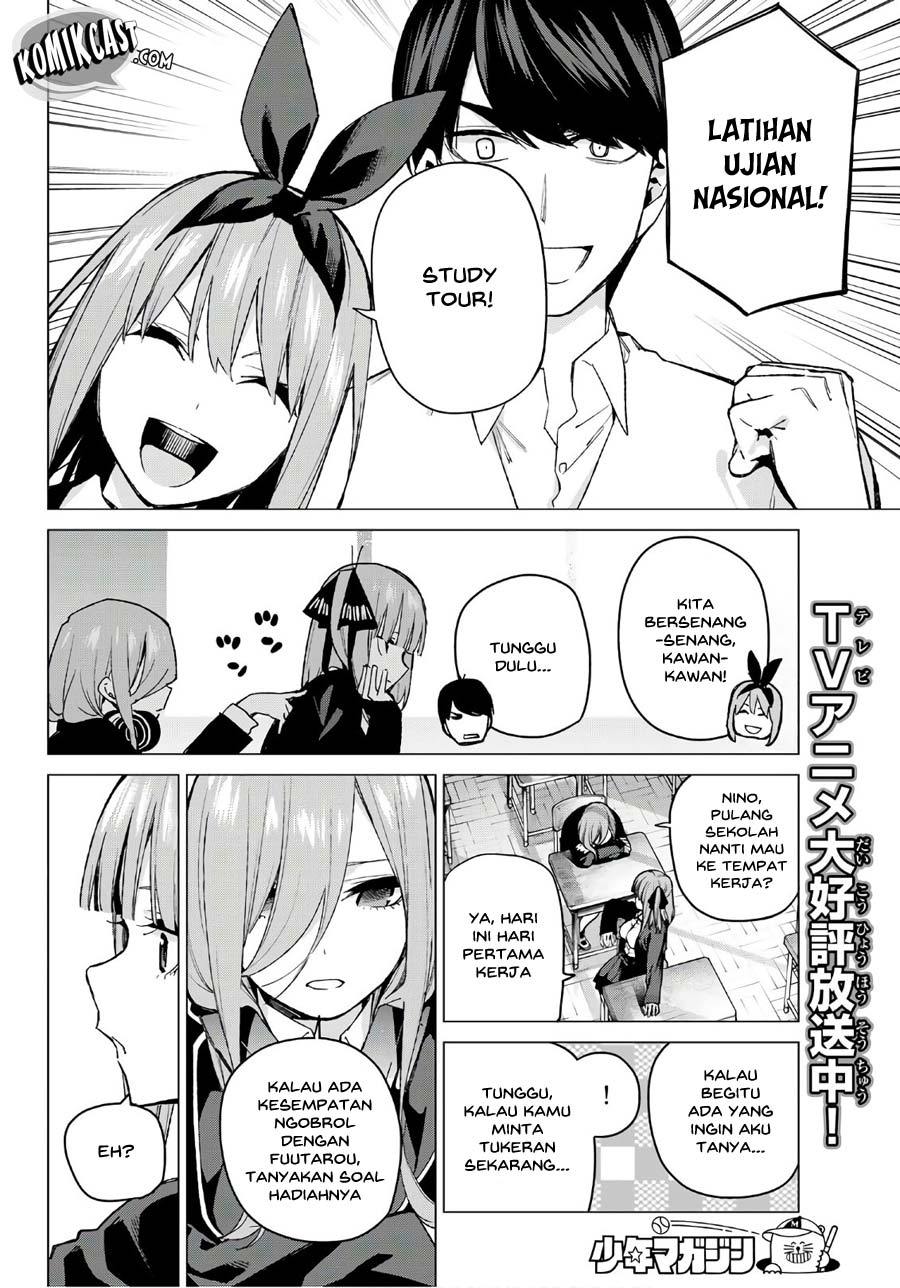 KOMIKCAST
.COM
LATIHAN
UJIAN
NASIONAL!
STUDY
TOUR!
KITA
BERSENANG
-SENANG,
KAWAN-
KAWAN!
TUNGGU
DULU...
NINO,
PULANG
SEKOLAH
NANTI MAU
KE TEMPAT
KERJA?
YA, HARI
INI HARI
PERTAMA
KERJA
KALAU
BEGITU
ADA YANG
INGIN AKU
TANYA...
!
TUNGGU,
KALAU KAMU
MINTA
TUKERAN
SEKARANG...
KALAU ADA
KESEMPATAN
NGOBROL
DENGAN
FUUTAROU,
TANYAKAN SOAL
HADIAHNYA
EH?
TVアニメ大好評放送中!
テレビ
だいこうひょうほうそうちゅう
少年マガジン
M